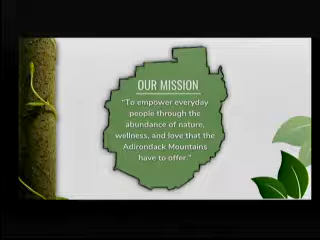 OUR MISSION
"To empower everyday
people through the
abundance of nature,
wellness, and love that the
Adirondack Mountains
have to offer."